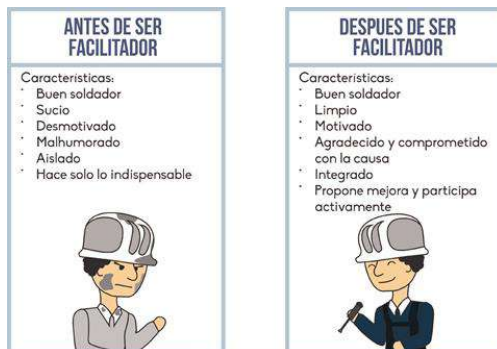 ANTES DE SER
FACILITADOR
Características:
· Buen soldador
· Sucio
· Desmotivado
· Malhumorado
· Aislado
· Hace solo lo indispensable
DESPUES DE SER
FACILITADOR
Características:
· Buen soldador
· Limpio
· Motivado
· Agradecido y comprometido
con la causa
· Integrado
· Propone mejora y participa
activamente